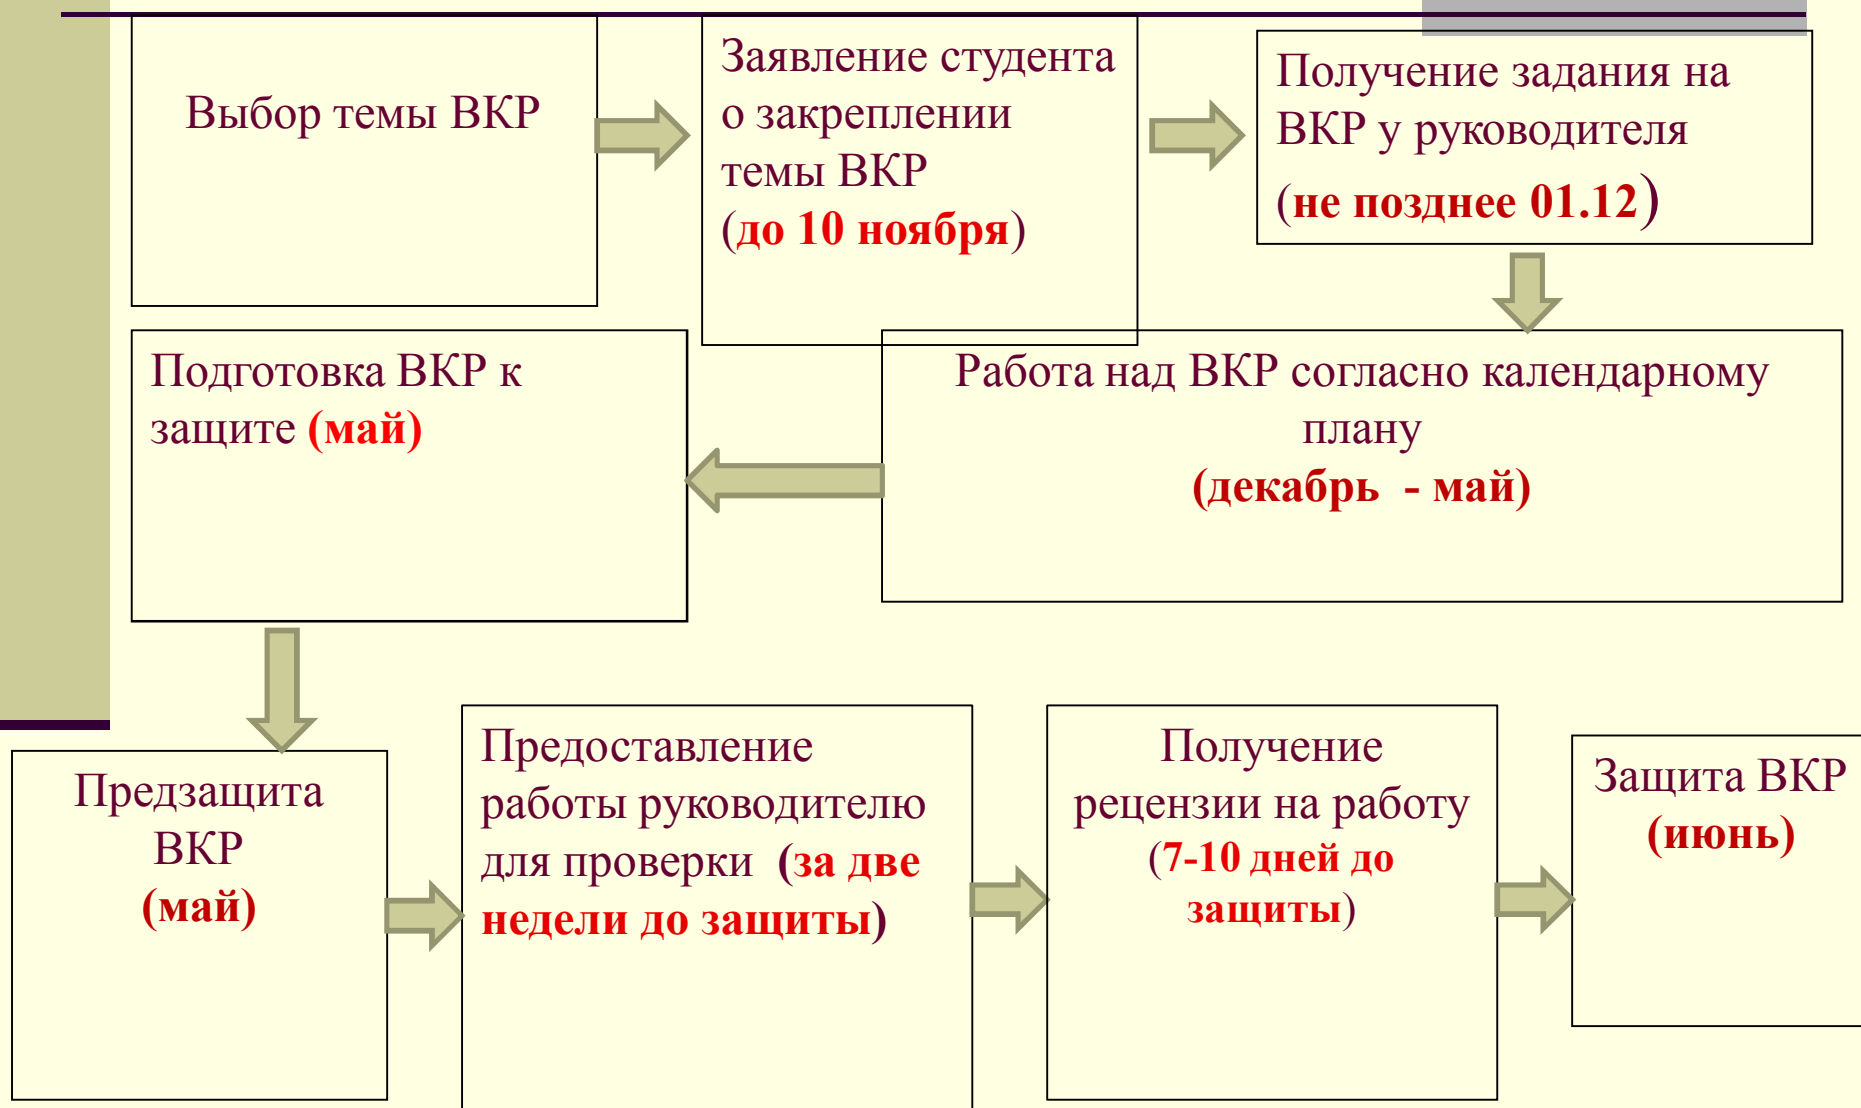 Выбор темы ВКР
Заявление студента
о закреплении
темы ВКР
(до 10 ноября)
Получение задания на
ВКР у руководителя
(не позднее 01.12)
Работа над ВКР согласно календарному
плану
(декабрь - май)
Подготовка ВКР к
защите (май)
Предзащита
ВКР
(май)
Предоставление
работы руководителю
для проверки (за две
недели до защиты)
Получение
рецензии на работу
(7-10 дней до
защиты)
Защита ВКР
(июнь)